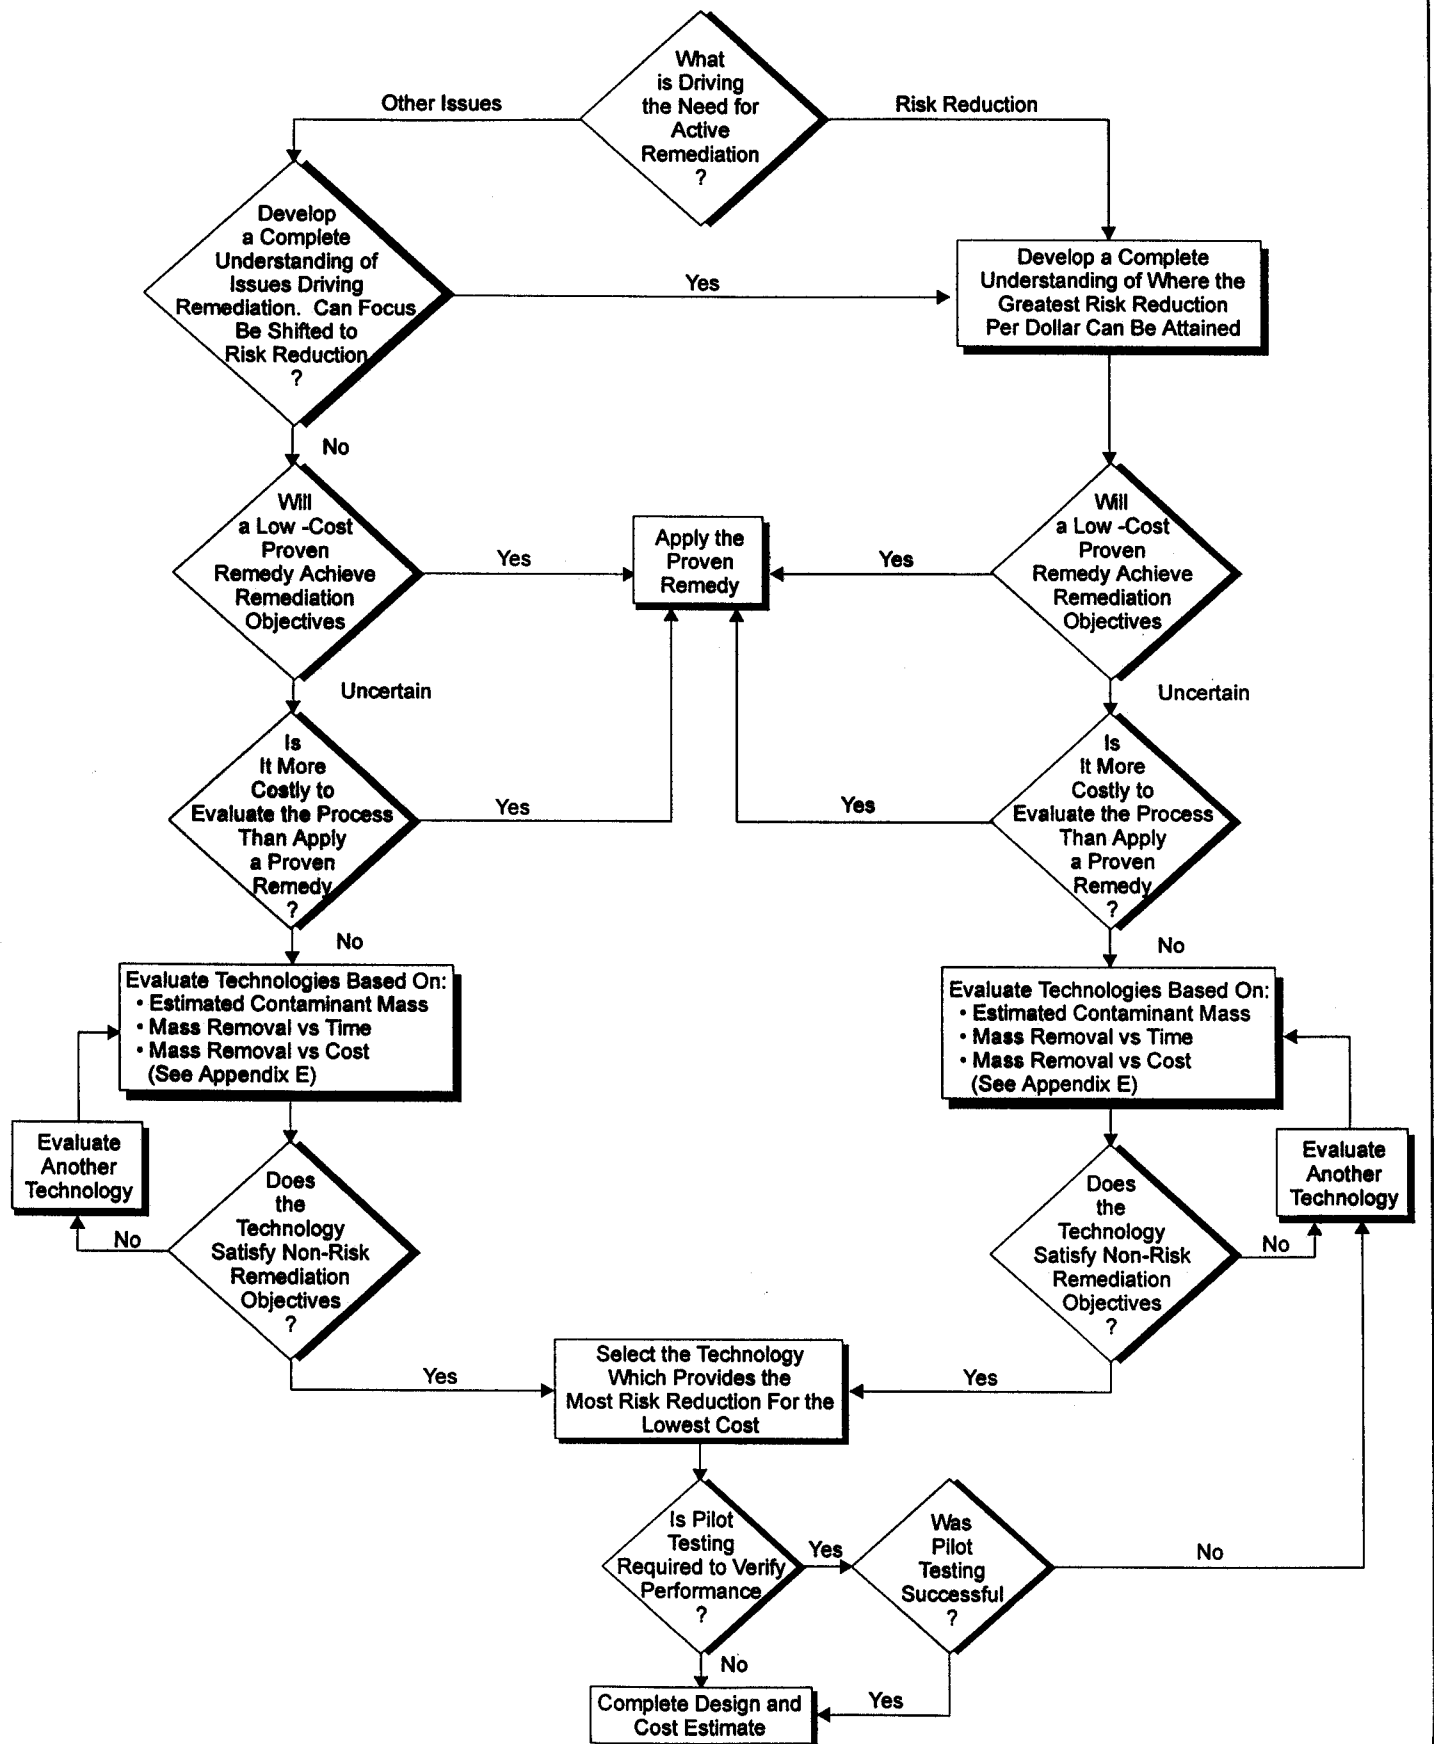 What
is Driving
the Need for
Active
Remediation
?
Other Issues
Risk Reduction
Develop
a Complete
Understanding of
Issues Driving
Remediation. Can Focus
Be Shifted to
Risk Reduction
?
Yes
Develop a Complete
Understanding of Where the
Greatest Risk Reduction
Per Dollar Can Be Attained
No
Will
a Low -Cost
Proven
Remedy Achieve
Remediation
Objectives
Yes
Apply the
Proven
Remedy
Yes
Will
a Low -Cost
Proven
Remedy Achieve
Remediation
Objectives
Uncertain
Uncertain
Is
It More
Costly to
Evaluate the Process
Than Apply
a Proven
Remedy
?
Yes
Yes
Is
It More
Costly to
Evaluate the Process
Than Apply
a Proven
Remedy
?
No
No
Evaluate Technologies Based On:
• Estimated Contaminant Mass
• Mass Removal vs Time
• Mass Removal vs Cost
(See Appendix E)
Evaluate Technologies Based On:
• Estimated Contaminant Mass
• Mass Removal vs Time
• Mass Removal vs Cost
(See Appendix E)
Evaluate
Another
Technology
No
Does
the
Technology
Satisfy Non-Risk
Remediation
Objectives
?
Does
the
Technology
Satisfy Non-Risk
Remediation
Objectives
?
No
Evaluate
Another
Technology
Yes
Select the Technology
Which Provides the
Most Risk Reduction For the
Lowest Cost
Yes
Is Pilot
Testing
Required to Verify
Performance
?
Yes
Was
Pilot
Testing
Successful
?
No
No
Complete Design and
Cost Estimate
Yes